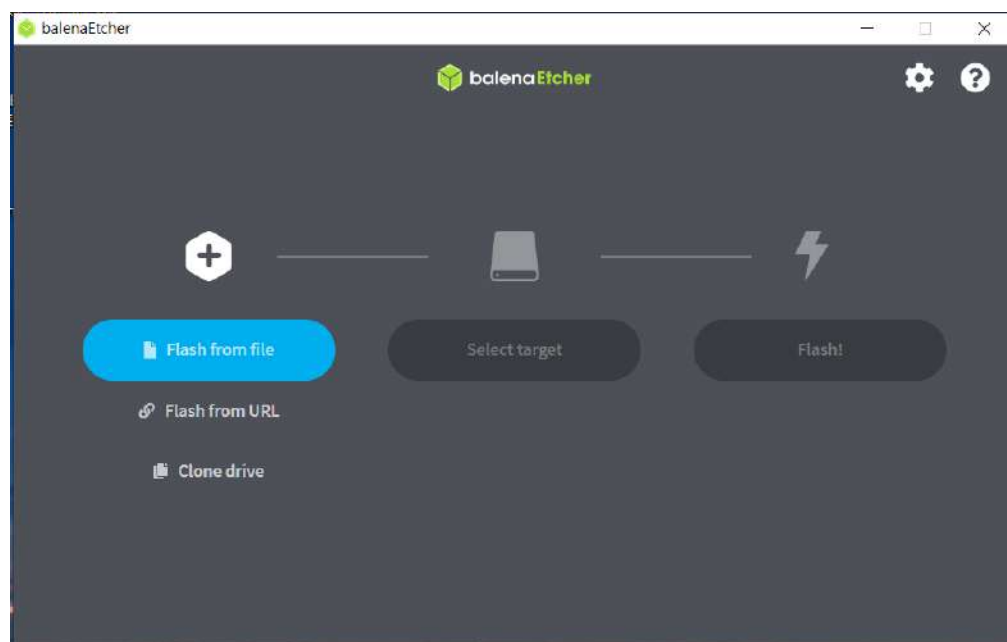 balenaEtcher
balenaEtcher
Flash from file
Select target
Flash!
Flash from URL
Clone drive